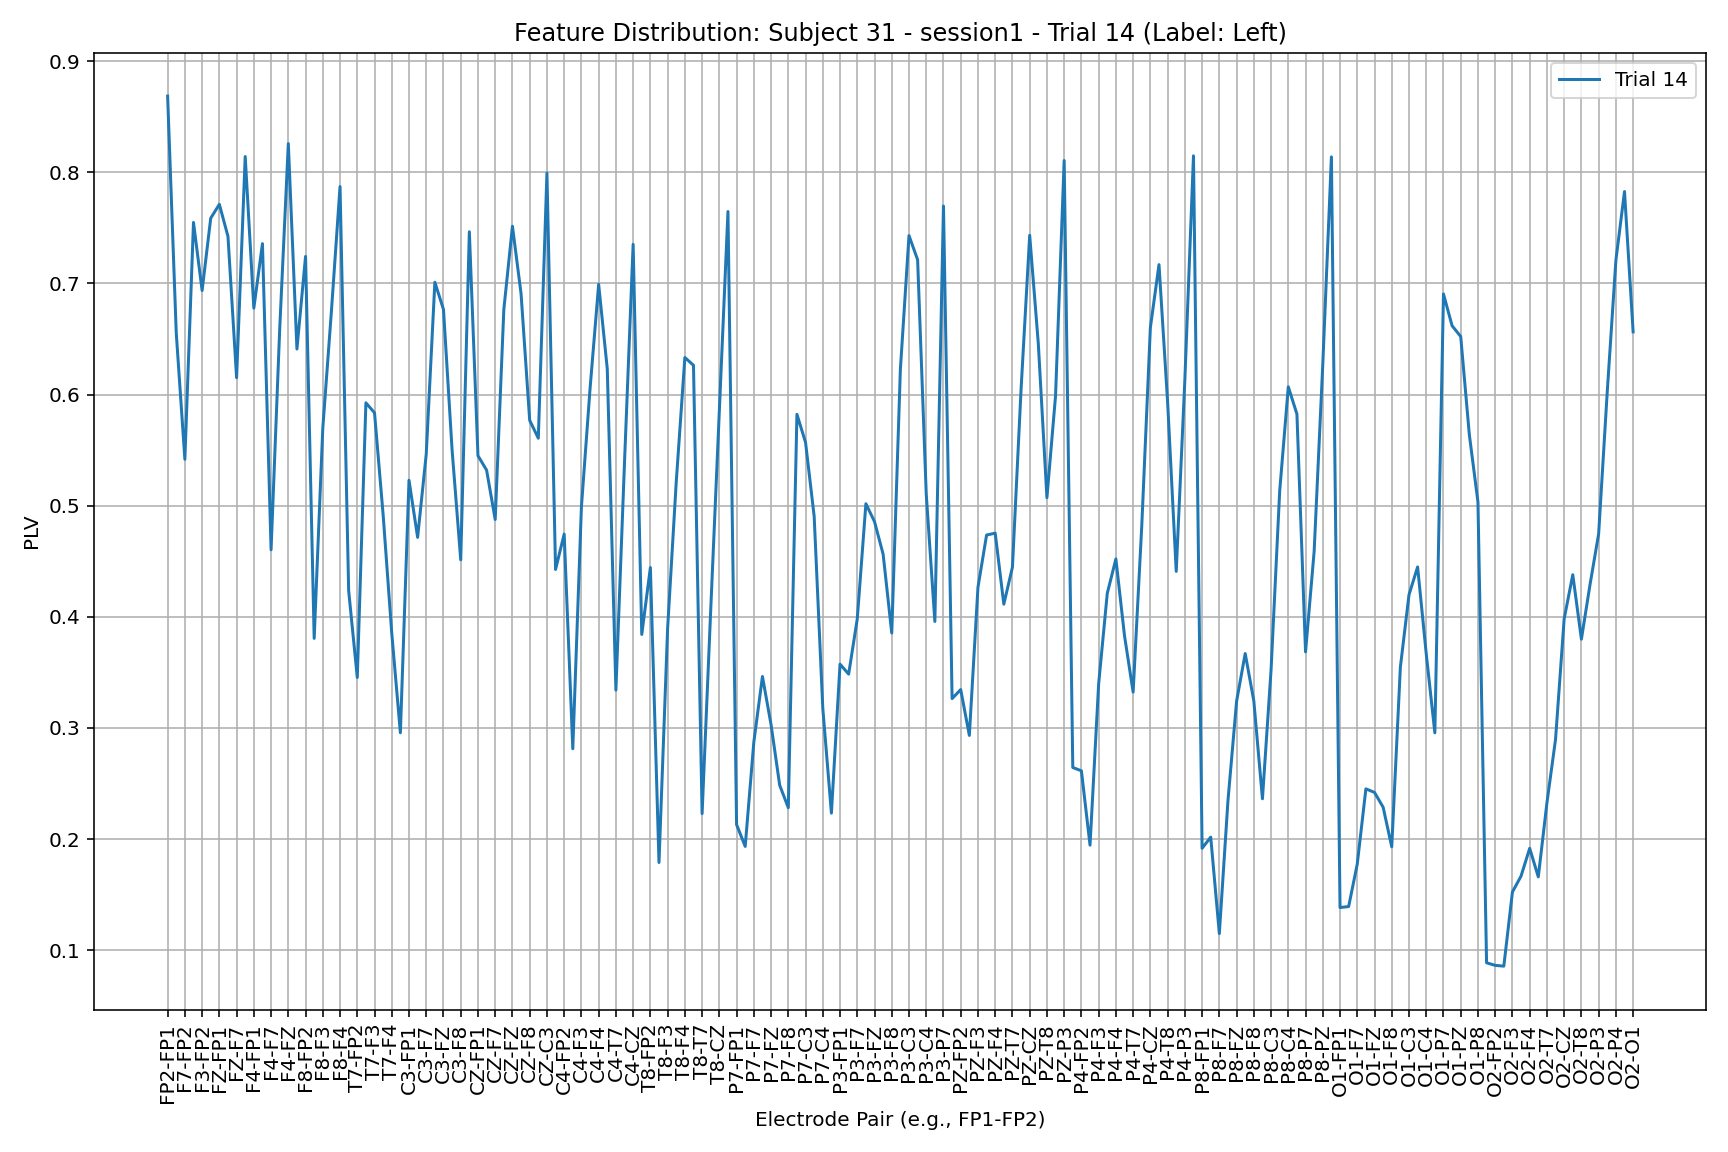 Feature Distribution: Subject 31 - session1 - Trial 14 (Label: Left)
Trial 14
PLV
0.9
0.8
0.7
0.6
0.5
0.4
0.3
0.2
0.1
FP2-FP1
F7-FP2
F3-FP2
FZ-FP1
FZ-F7
F4-FP1
F4-F7
F4-FZ
F8-FP2
F8-F3
F8-F4
T7-FP2
T7-F3
T7-F4
C3-FP1
C3-F7
C3-FZ
C3-F8
CZ-FP1
CZ-F7
CZ-FZ
CZ-F8
CZ-C3
C4-FP2
C4-F3
C4-F4
C4-T7
C4-CZ
T8-FP2
T8-F3
T8-F4
T8-T7
T8-CZ
P7-FP1
P7-F7
P7-FZ
P7-F8
P7-C3
P7-C4
P3-FP1
P3-F7
P3-FZ
P3-F8
P3-C3
P3-C4
P3-P7
PZ-FP2
PZ-F3
PZ-F4
PZ-T7
PZ-CZ
PZ-T8
PZ-P3
P4-FP2
P4-F3
P4-F4
P4-T7
P4-CZ
P4-T8
P4-P3
P8-FP1
P8-F7
P8-FZ
P8-F8
P8-C3
P8-C4
P8-P7
P8-PZ
O1-FP1
O1-F7
O1-FZ
O1-F8
O1-C3
O1-C4
O1-P7
O1-PZ
O1-P8
O2-FP2
O2-F3
O2-F4
O2-T7
O2-CZ
O2-T8
O2-P3
O2-P4
O2-O1
Electrode Pair (e.g., FP1-FP2)